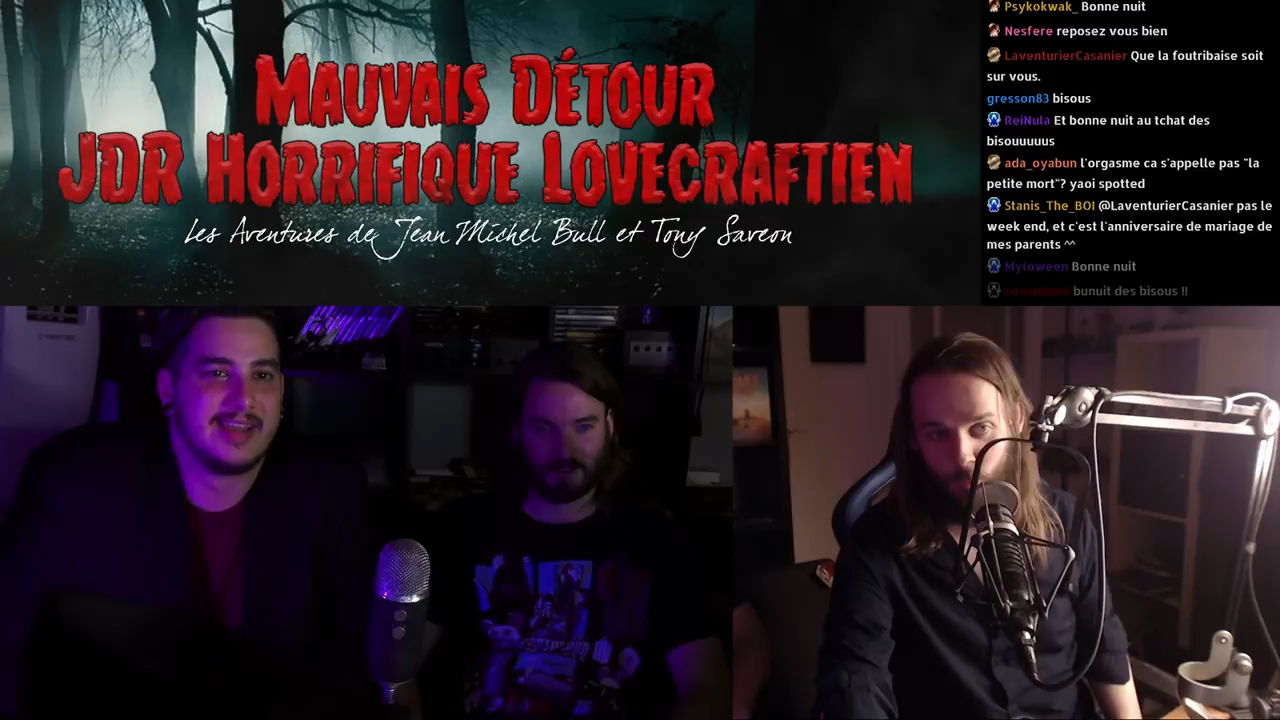 Mauvais Détour
JDR Horrifique Lovecraftien
Les Aventures de Jean Michel Bull et Tony Saveon
Psykokwak_ Bonne nuit
Nesfere reposez vous bien
LaventurierCasanier Que la foutribaise soit
sur vous.
gresson83 bisous
ReiNula Et bonne nuit au tchat des
bisouuuuus
ada_oyabun l'orgasme ca s'appelle pas "la
petite mort"? yaoi spotted
Stanis_The_BOI @LaventurierCasanier pas le
week end, et c'est l'anniversaire de mariage de
mes parents ^^
Myloween Bonne nuit
bunuit des bisous !!